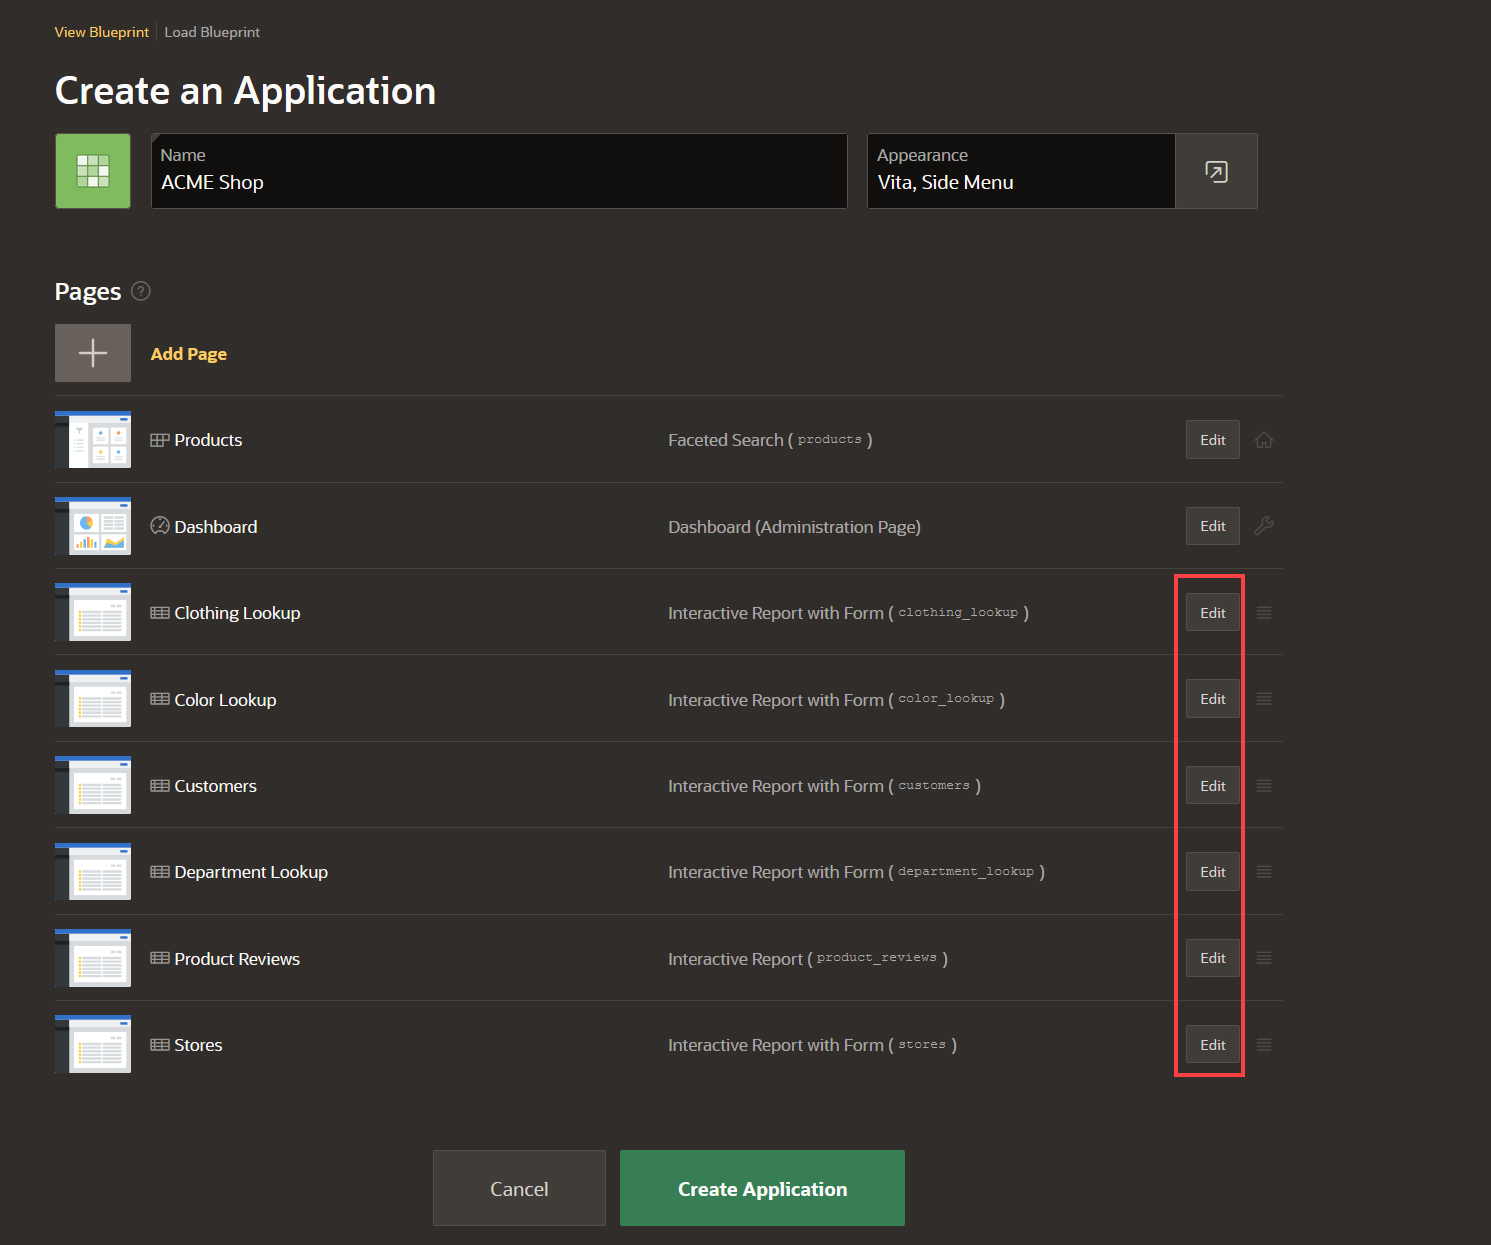 View Blueprint | Load Blueprint
Create an Application
Name
ACME Shop
Appearance
Vita, Side Menu
Pages ?
Add Page
Products Faceted Search ( products ) Edit
Dashboard Dashboard (Administration Page) Edit
Clothing Lookup Interactive Report with Form ( clothing_lookup ) Edit
Color Lookup Interactive Report with Form ( color_lookup ) Edit
Customers Interactive Report with Form ( customers ) Edit
Department Lookup Interactive Report with Form ( department_lookup ) Edit
Product Reviews Interactive Report ( product_reviews ) Edit
Stores Interactive Report with Form ( stores ) Edit
Cancel Create Application